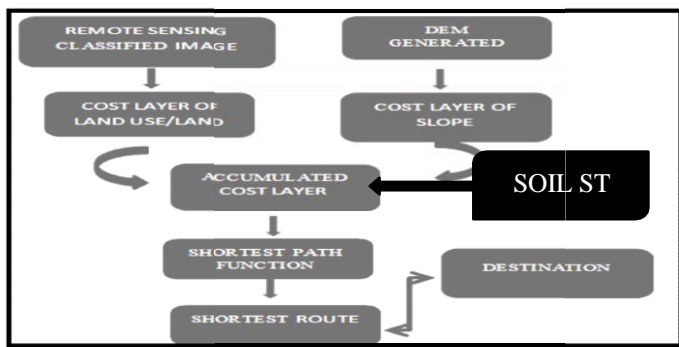 REMOTE SENSING
CLASSIFIED IMAGE
DEM
GENERATED
COST LAYER OF
LAND USE/LAND
COST LAYER OF
SLOPE
ACCUMULATED
COST LAYER
SOIL ST
SHORTEST PATH
FUNCTION
DESTINATION
SHORTEST ROUTE